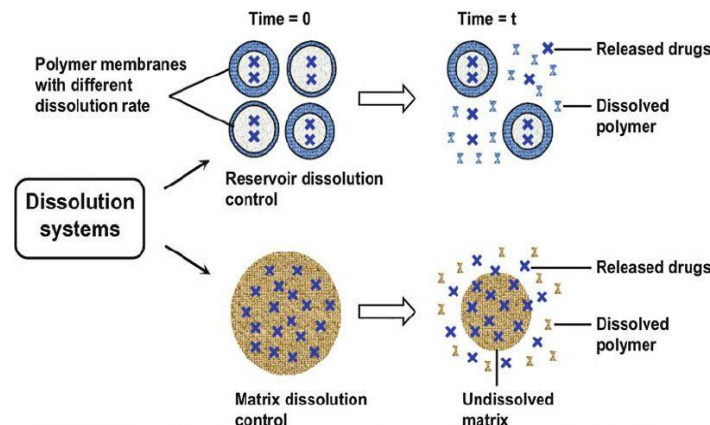 Time = 0
Time = t
Polymer membranes
with different
dissolution rate
Released drugs
Dissolved
polymer
Reservoir dissolution
control
Dissolution
systems
Released drugs
Dissolved
polymer
Matrix dissolution
control
Undissolved
matrix